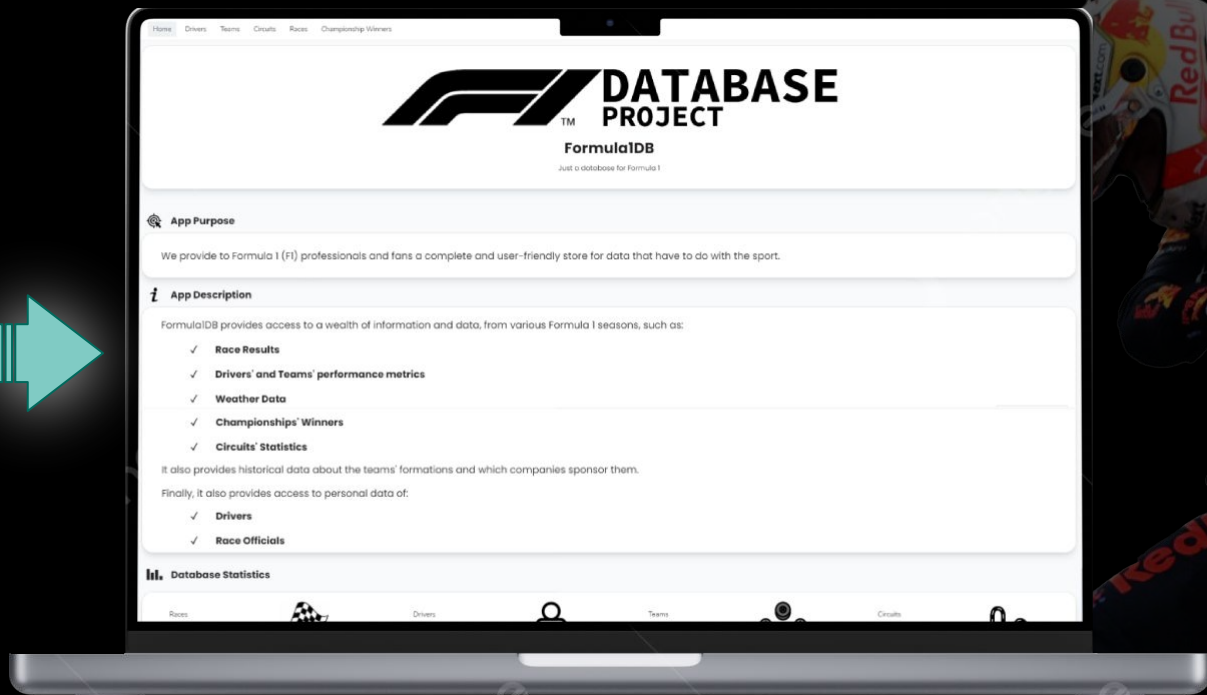 Home Drivers Teams Circuits Races Championship Winners
F1 DATABASE
TM PROJECT
Formula1DB
Just a database for Formula 1
App Purpose
We provide to Formula 1 (F1) professionals and fans a complete and user-friendly store for data that have to do with the sport.
App Description
Formula1DB provides access to a wealth of information and data, from various Formula 1 seasons, such as:
✓ Race Results
✓ Drivers' and Teams' performance metrics
✓ Weather Data
✓ Championships' Winners
✓ Circuits' Statistics
It also provides historical data about the teams' formations and which companies sponsor them.
Finally, it also provides access to personal data of:
✓ Drivers
✓ Race Officials
Database Statistics
Races Drivers Teams Circuits
Red Bull
Red